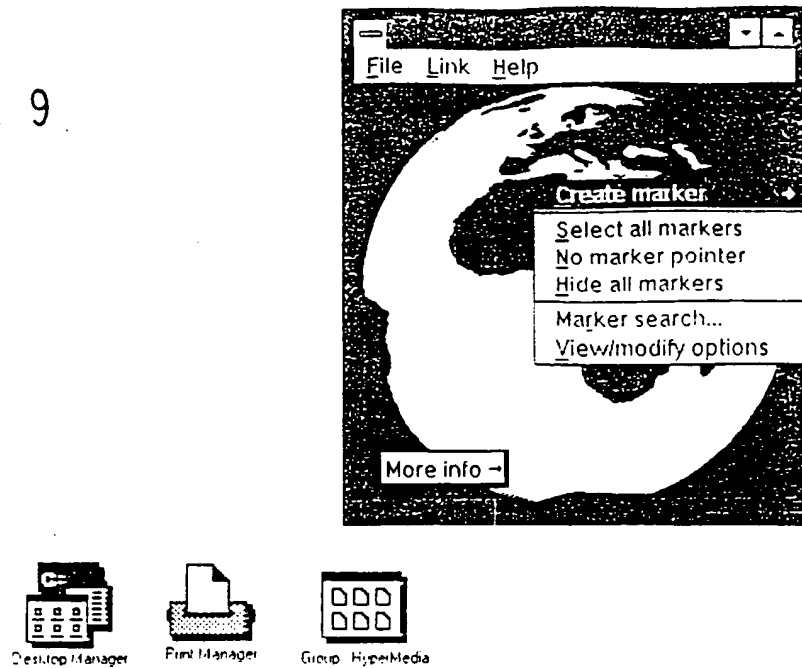 File Link Help
9
Create marker
Select all markers
No marker pointer
Hide all markers
Marker search...
View/modify options
More info →
Desktop Manager Print Manager Group HyperMedia